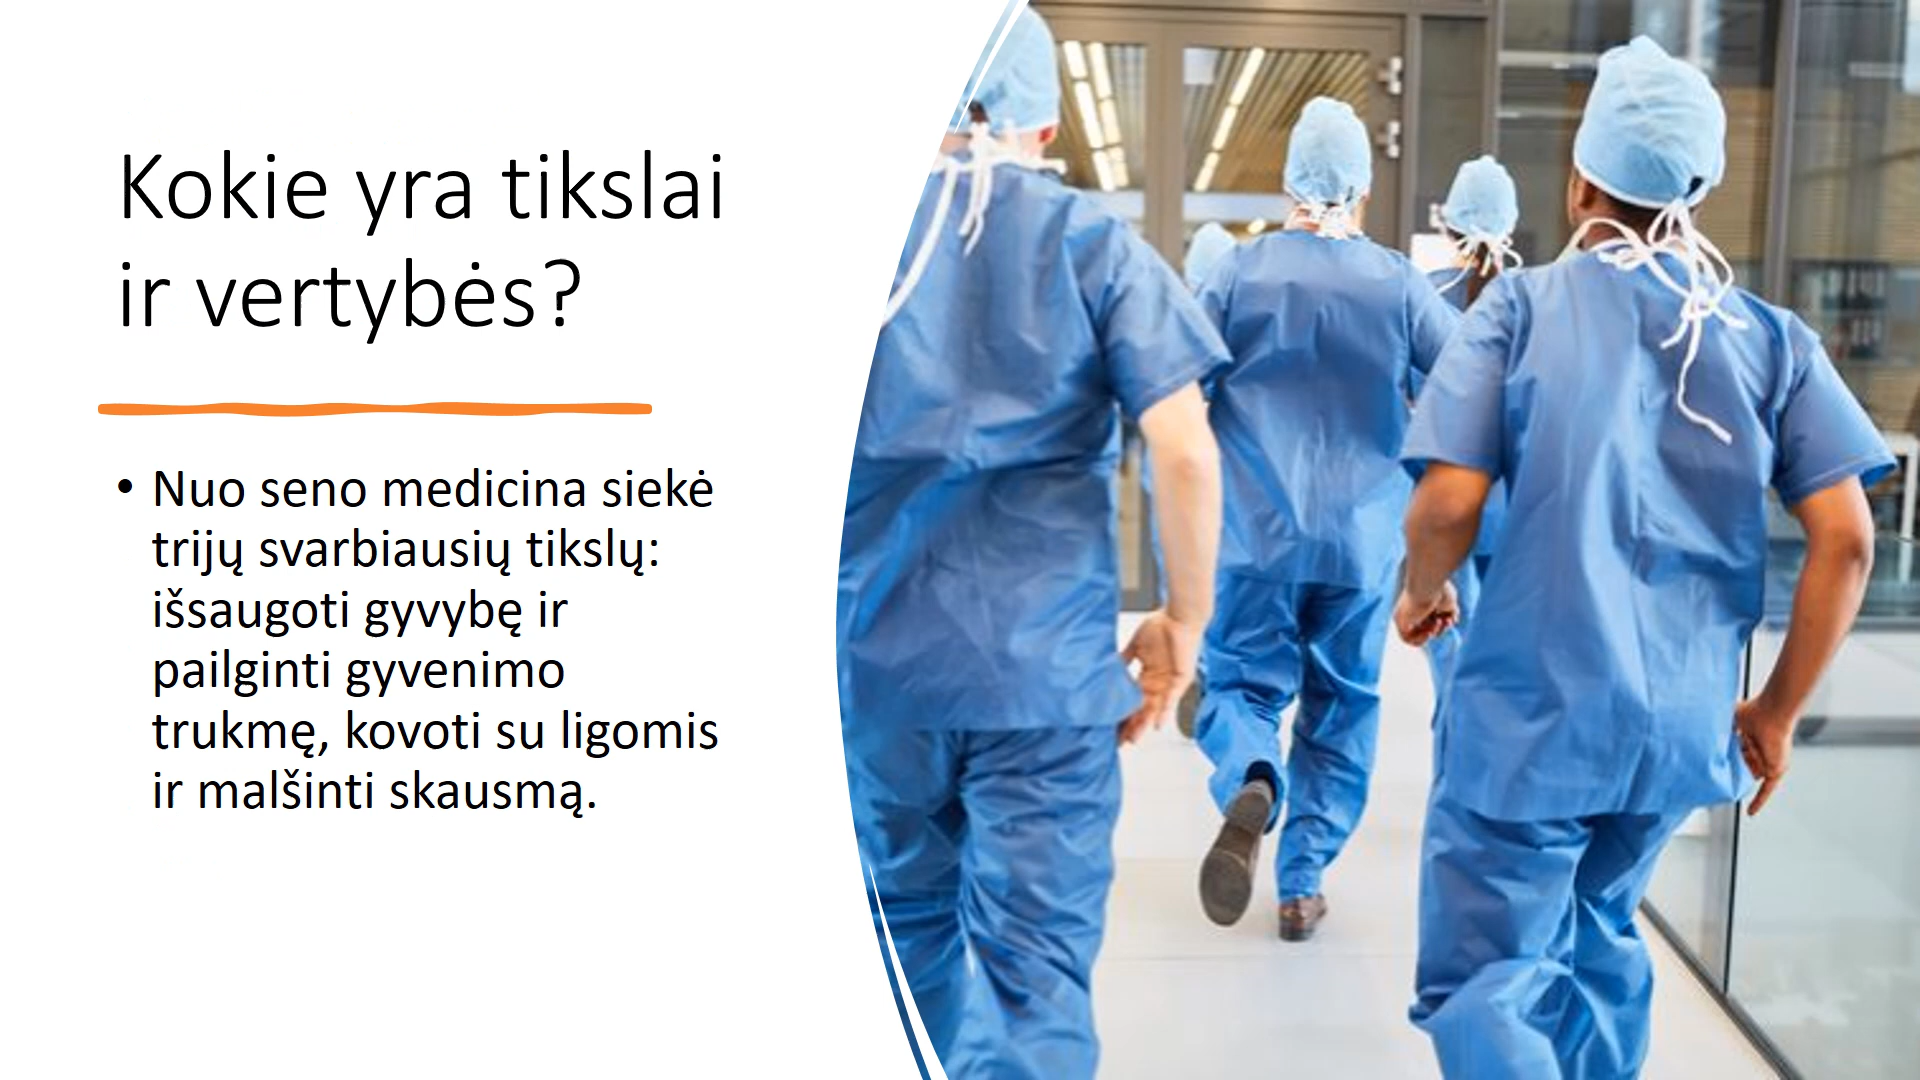 Kokie yra tikslai
ir vertybės?
• Nuo seno medicina siekė
trijų svarbiausių tikslų:
išsaugoti gyvybę ir
pailginti gyvenimo
trukmę, kovoti su ligomis
ir malšinti skausmą.